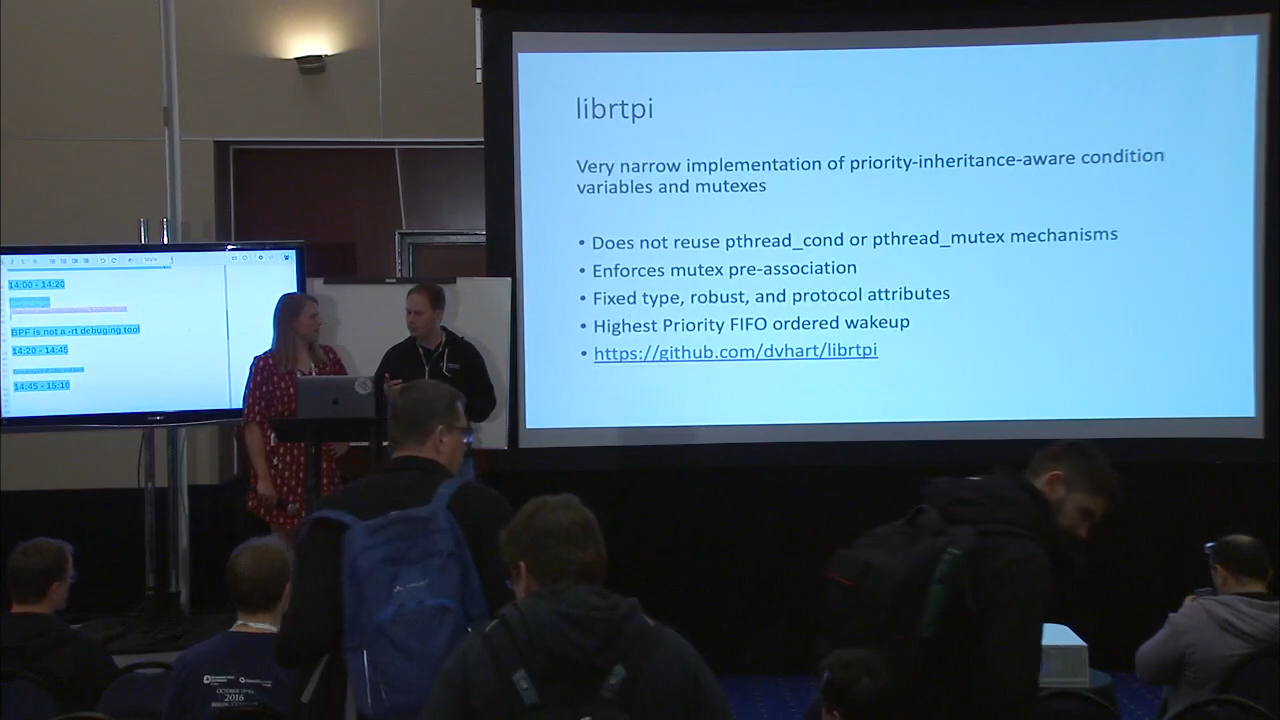 librtpi
Very narrow implementation of priority-inheritance-aware condition
variables and mutexes
• Does not reuse pthread_cond or pthread_mutex mechanisms
• Enforces mutex pre-association
• Fixed type, robust, and protocol attributes
• Highest Priority FIFO ordered wakeup
• https://github.com/dvhart/librtpi
Style
14:00 - 14:20
BPF is not a -rt debuging tool
14:20 - 14:45
14:45 - 15:10
2016